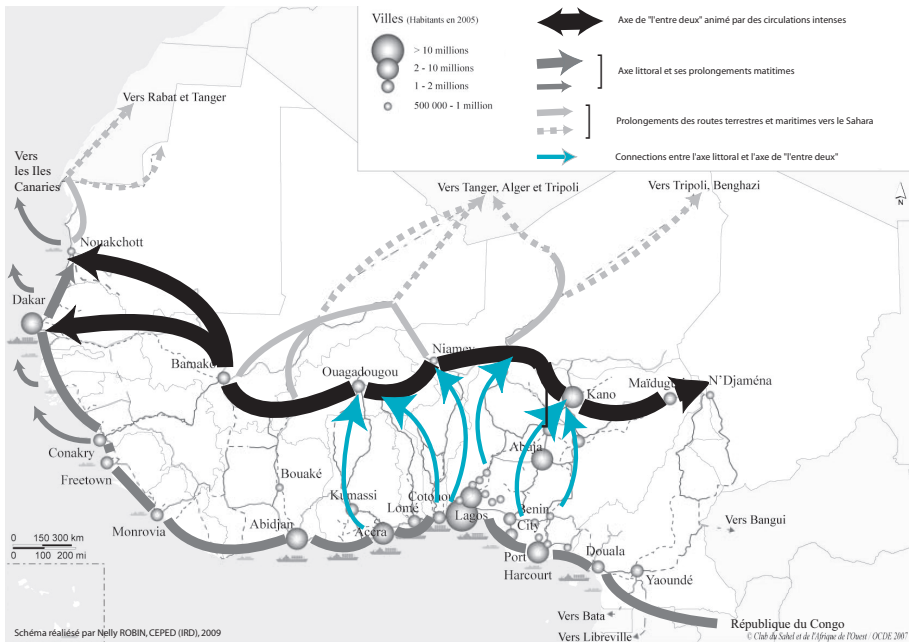 Villes (Habitants en 2005)
> 10 millions
2 - 10 millions
1 - 2 millions
500 000 - 1 million
Axe de "l'entre deux" animé par des circulations intenses
Axe littoral et ses prolongements matitimes
Prolongements des routes terrestres et maritimes vers le Sahara
Connections entre l'axe littoral et l'axe de "l'entre deux"
Vers Rabat et Tanger
Vers
les Iles
Canaries
Vers Tanger, Alger et Tripoli
Vers Tripoli, Benghazi
N
Nouakchott
Dakar
Bamako
Ouagadougou
Niamey
Kano
Maïdugu
N'Djaména
Conakry
Freetown
Monrovia
Bouaké
Abidjan
Kumassi
Accra
Lomé
Cotonou
Lagos
Abuja
Benin
City
Port
Harcourt
Douala
Yaoundé
Vers Bangui
Vers Bata
Vers Libreville
République du Congo
0 150 300 km
0 100 200 mi
Schéma réaliésé par Nelly ROBIN, CEPED (IRD), 2009
© Club du Sahel et de l'Afrique de l'Ouest / OCDE 200